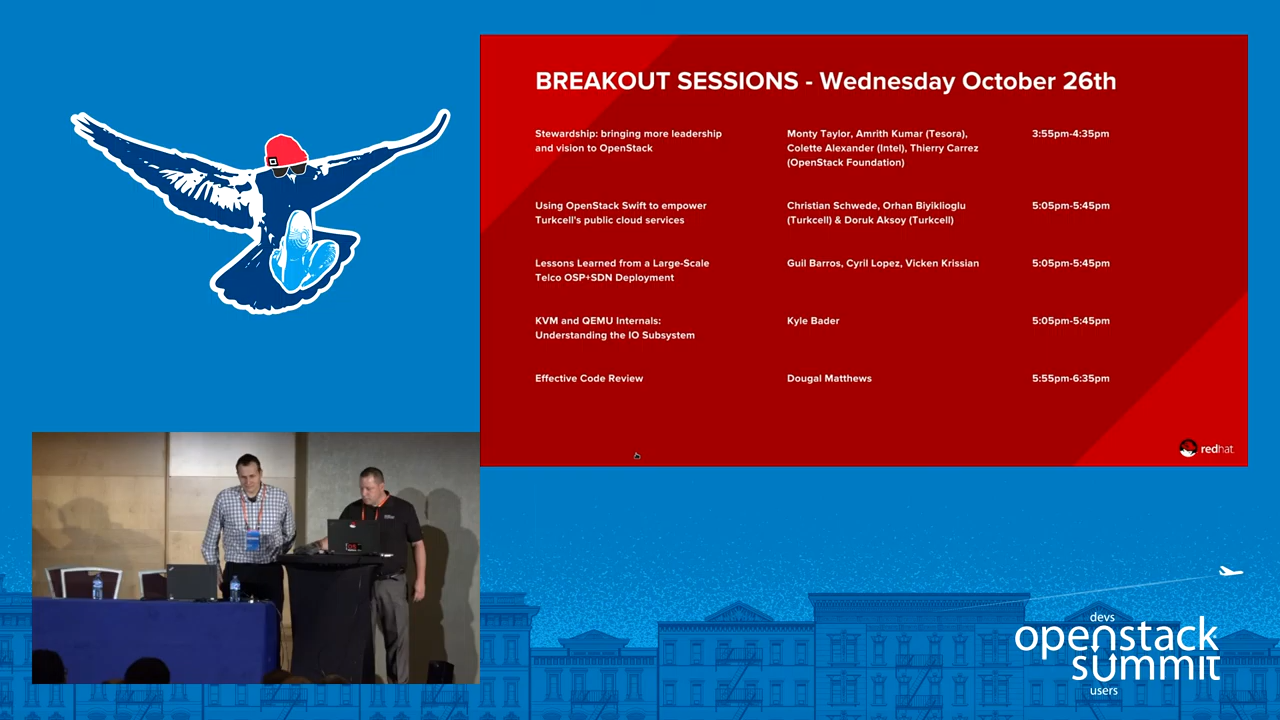 BREAKOUT SESSIONS - Wednesday October 26th
Stewardship: bringing more leadership
and vision to OpenStack
Monty Taylor, Amrith Kumar (Tesora),
Colette Alexander (Intel), Thierry Carrez
(OpenStack Foundation)
3:55pm-4:35pm
Using OpenStack Swift to empower
Turkcell's public cloud services
Christian Schwede, Orhan Biyiklioglu
(Turkcell) & Doruk Aksoy (Turkcell)
5:05pm-5:45pm
Lessons Learned from a Large-Scale
Telco OSP+SDN Deployment
Guil Barros, Cyril Lopez, Vicken Krissian
5:05pm-5:45pm
KVM and QEMU Internals:
Understanding the IO Subsystem
Kyle Bader
5:05pm-5:45pm
Effective Code Review
Dougal Matthews
5:55pm-6:35pm
redhat
devs
openstack
summit
users